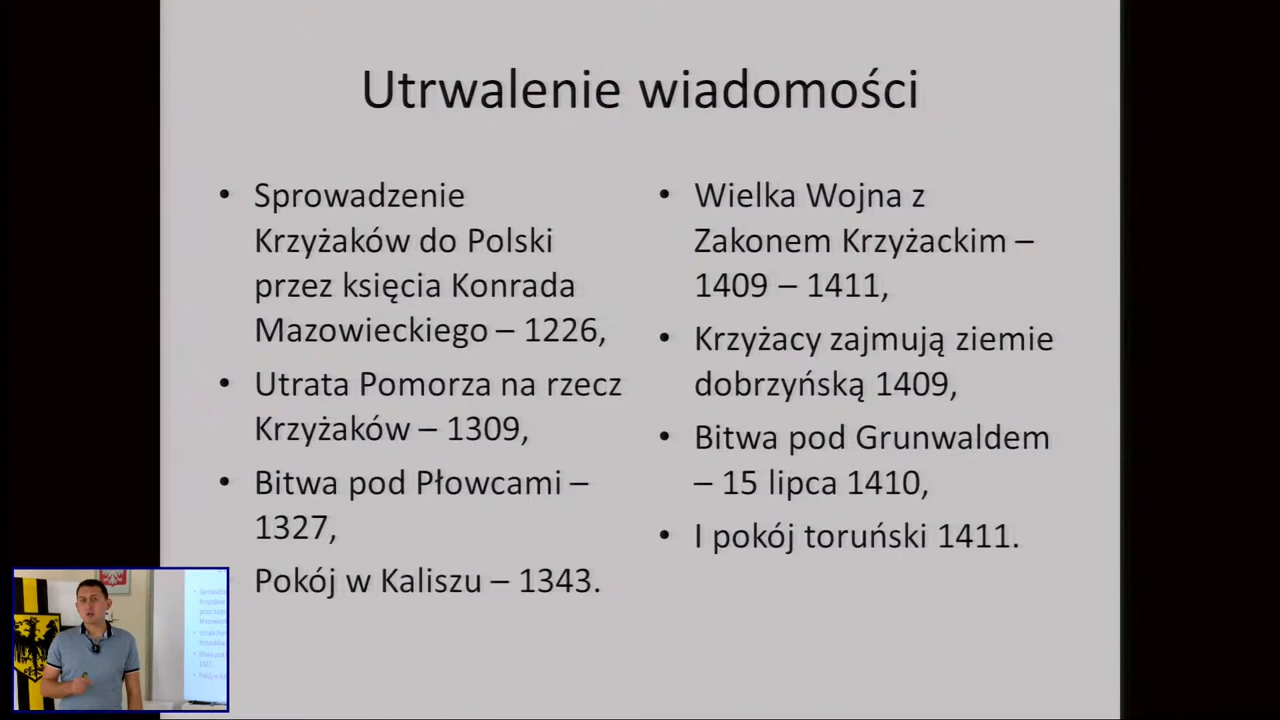 Utrwalenie wiadomości
• Sprowadzenie
Krzyżaków do Polski
przez księcia Konrada
Mazowieckiego – 1226,
• Utrata Pomorza na rzecz
Krzyżaków – 1309,
• Bitwa pod Płowcami –
1327,
Pokój w Kaliszu – 1343.
• Wielka Wojna z
Zakonem Krzyżackim –
1409 – 1411,
• Krzyżacy zajmują ziemie
dobrzyńską 1409,
• Bitwa pod Grunwaldem
– 15 lipca 1410,
• I pokój toruński 1411.